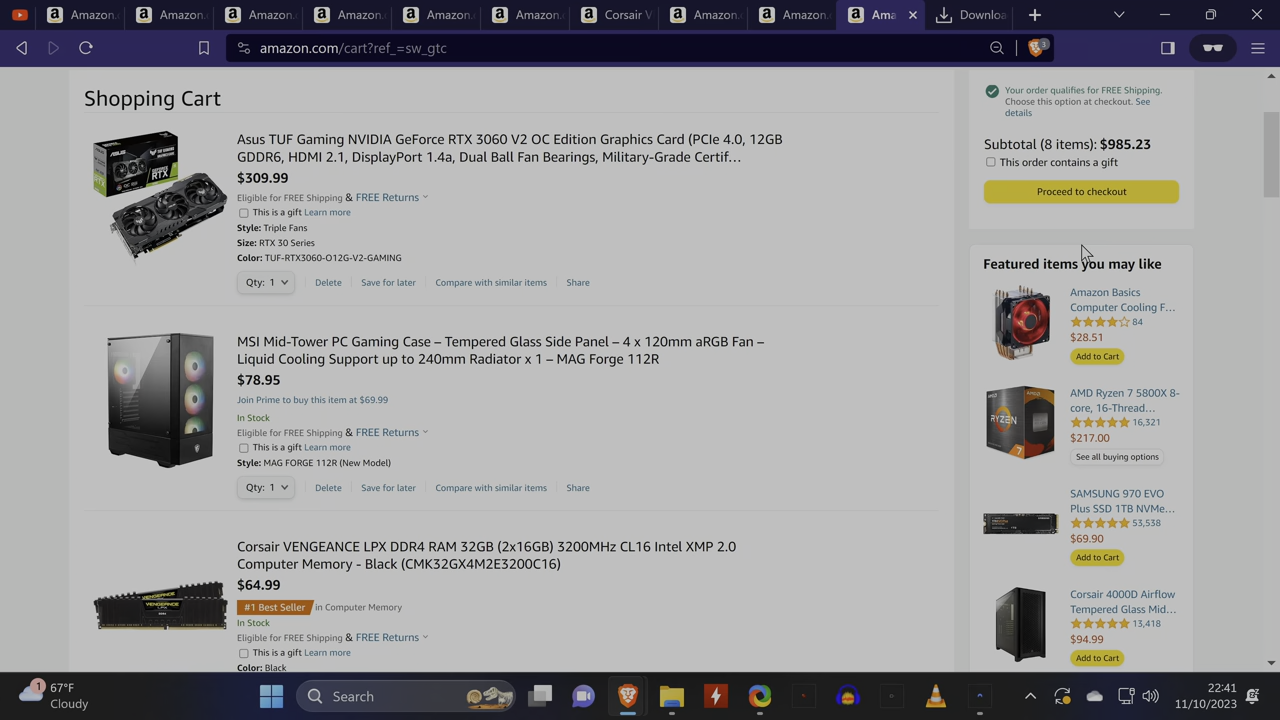 Amazon.
Amazon.
Amazon.
Amazon.
Amazon.
Amazon.
Corsair V
Amazon.
Amazon.
Ama
Downloa
amazon.com/cart?ref_=sw_gtc
3
Shopping Cart
Asus TUF Gaming NVIDIA GeForce RTX 3060 V2 OC Edition Graphics Card (PCIe 4.0, 12GB
GDDR6, HDMI 2.1, DisplayPort 1.4a, Dual Ball Fan Bearings, Military-Grade Certif…
$309.99
Eligible for FREE Shipping & FREE Returns
This is a gift Learn more
Style: Triple Fans
Size: RTX 30 Series
Color: TUF-RTX3060-O12G-V2-GAMING
Qty: 1
Delete
Save for later
Compare with similar items
Share
MSI Mid-Tower PC Gaming Case – Tempered Glass Side Panel – 4 x 120mm aRGB Fan –
Liquid Cooling Support up to 240mm Radiator x 1 – MAG Forge 112R
$78.95
Join Prime to buy this item at $69.99
In Stock
Eligible for FREE Shipping & FREE Returns
This is a gift Learn more
Style: MAG FORGE 112R (New Model)
Qty: 1
Delete
Save for later
Compare with similar items
Share
Corsair VENGEANCE LPX DDR4 RAM 32GB (2x16GB) 3200MHz CL16 Intel XMP 2.0
Computer Memory - Black (CMK32GX4M2E3200C16)
$64.99
#1 Best Seller in Computer Memory
In Stock
Eligible for FREE Shipping & FREE Returns
This is a gift Learn more
Color: Black
Your order qualifies for FREE Shipping.
Choose this option at checkout. See
details
Subtotal (8 items): $985.23
This order contains a gift
Proceed to checkout
Featured items you may like
Amazon Basics
Computer Cooling F…
84
$28.51
Add to Cart
AMD Ryzen 7 5800X 8-
core, 16-Thread…
16,321
$217.00
See all buying options
SAMSUNG 970 EVO
Plus SSD 1TB NVMe…
53,538
$69.90
Add to Cart
Corsair 4000D Airflow
Tempered Glass Mid…
13,418
$94.99
Add to Cart
1
67°F
Cloudy
Search
22:41
11/10/2023